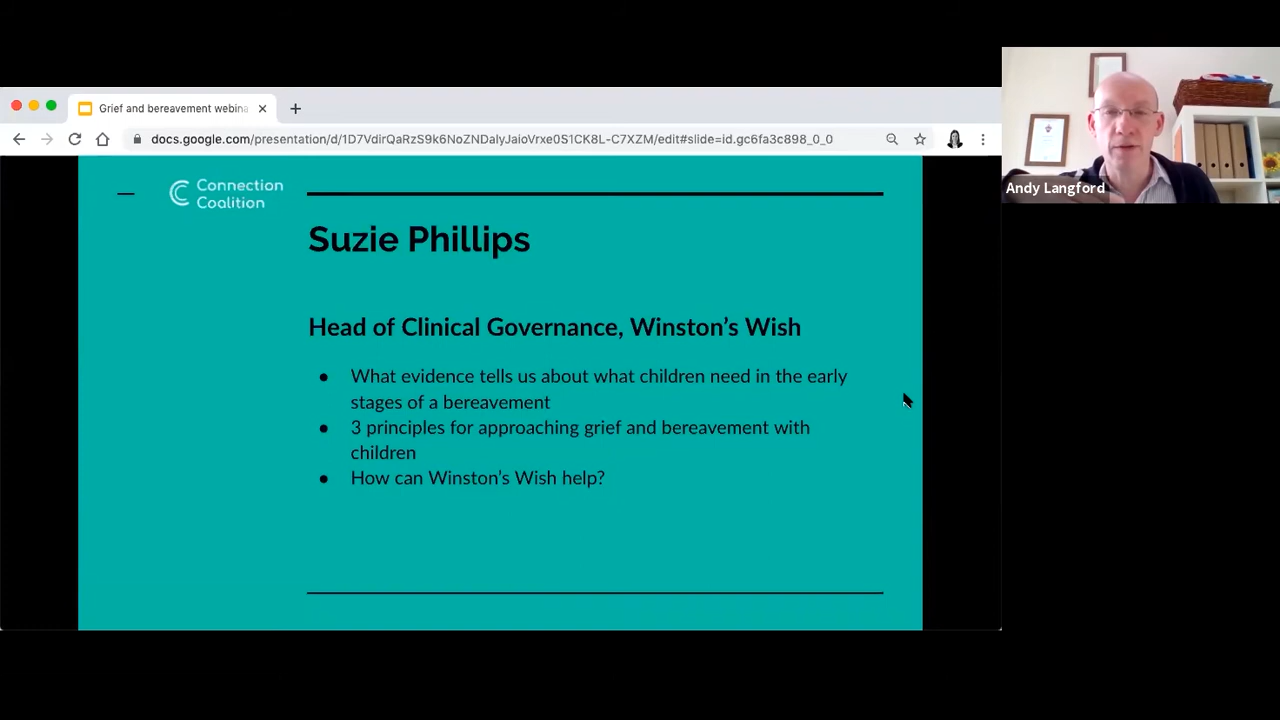 Grief and bereavement webina
docs.google.com/presentation/d/1D7VdirQaRzS9k6NoZNDalyJaioVrxe0S1CK8L-C7XZM/edit#slide=id.gc6fa3c898_0_0
Andy Langford
Connection
Coalition
Suzie Phillips
Head of Clinical Governance, Winston's Wish
● What evidence tells us about what children need in the early
stages of a bereavement
● 3 principles for approaching grief and bereavement with
children
● How can Winston's Wish help?